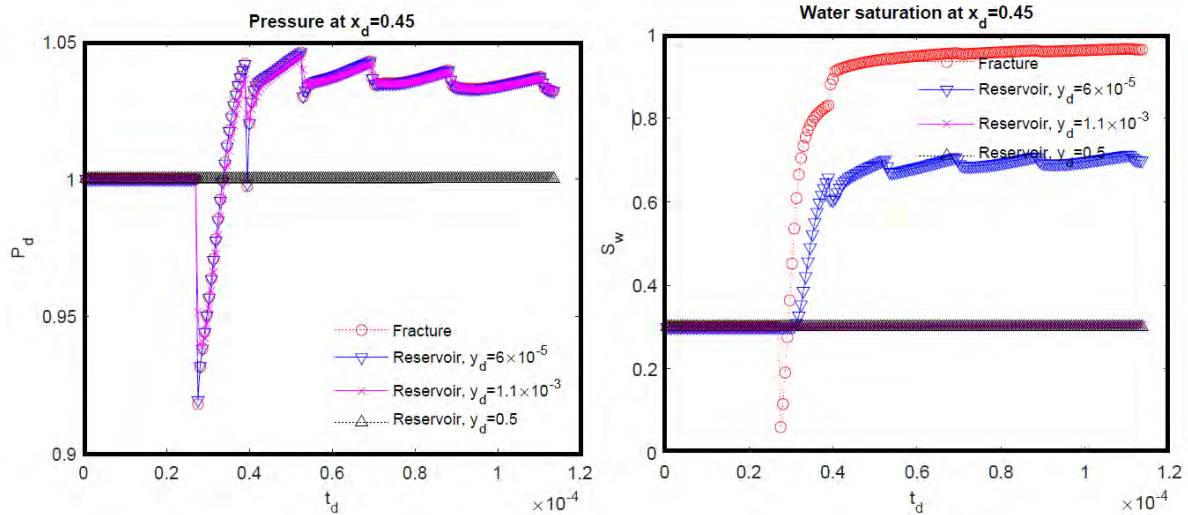 Pressure at x_d=0.45
1.05
1
0.95
0.9
P_d
0
0.2
0.4
0.6
0.8
1
1.2
×10^-4
t_d
Fracture
Reservoir, y_d=6×10^-5
Reservoir, y_d=1.1×10^-3
Reservoir, y_d=0.5
Water saturation at x_d=0.45
1
0.8
0.6
0.4
0.2
0
S_w
0
0.2
0.4
0.6
0.8
1
1.2
×10^-4
t_d
Fracture
Reservoir, y_d=6×10^-5
Reservoir, y_d=1.1×10^-3
Reservoir, y_d=0.5